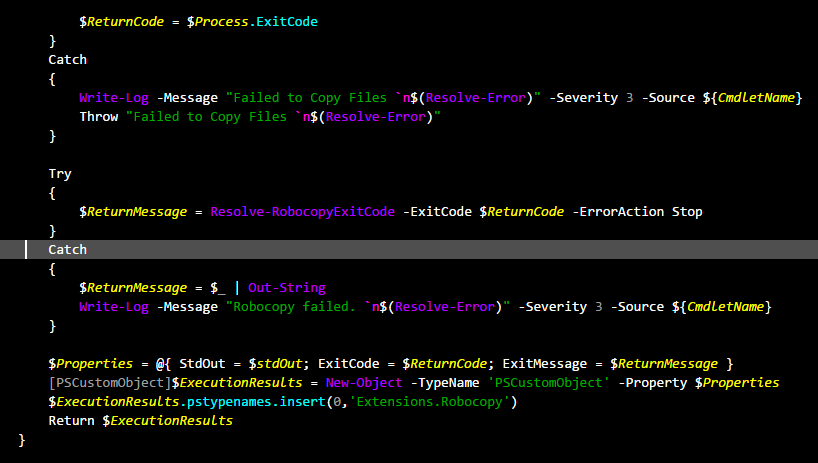 $ReturnCode = $Process.ExitCode
    }
    Catch
    {
        Write-Log -Message "Failed to Copy Files `n$(Resolve-Error)" -Severity 3 -Source ${CmdletName}
        Throw "Failed to Copy Files `n$(Resolve-Error)"
    }

    Try
    {
        $ReturnMessage = Resolve-RobocopyExitCode -ExitCode $ReturnCode -ErrorAction Stop
    }
    Catch
    {
        $ReturnMessage = $_ | Out-String
        Write-Log -Message "Robocopy failed. `n$(Resolve-Error)" -Severity 3 -Source ${CmdletName}
    }

    $Properties = @{ StdOut = $stdOut; ExitCode = $ReturnCode; ExitMessage = $ReturnMessage }
    [PSCustomObject]$ExecutionResults = New-Object -TypeName 'PSCustomObject' -Property $Properties
    $ExecutionResults.pstypenames.insert(0,'Extensions.Robocopy')
    Return $ExecutionResults
}